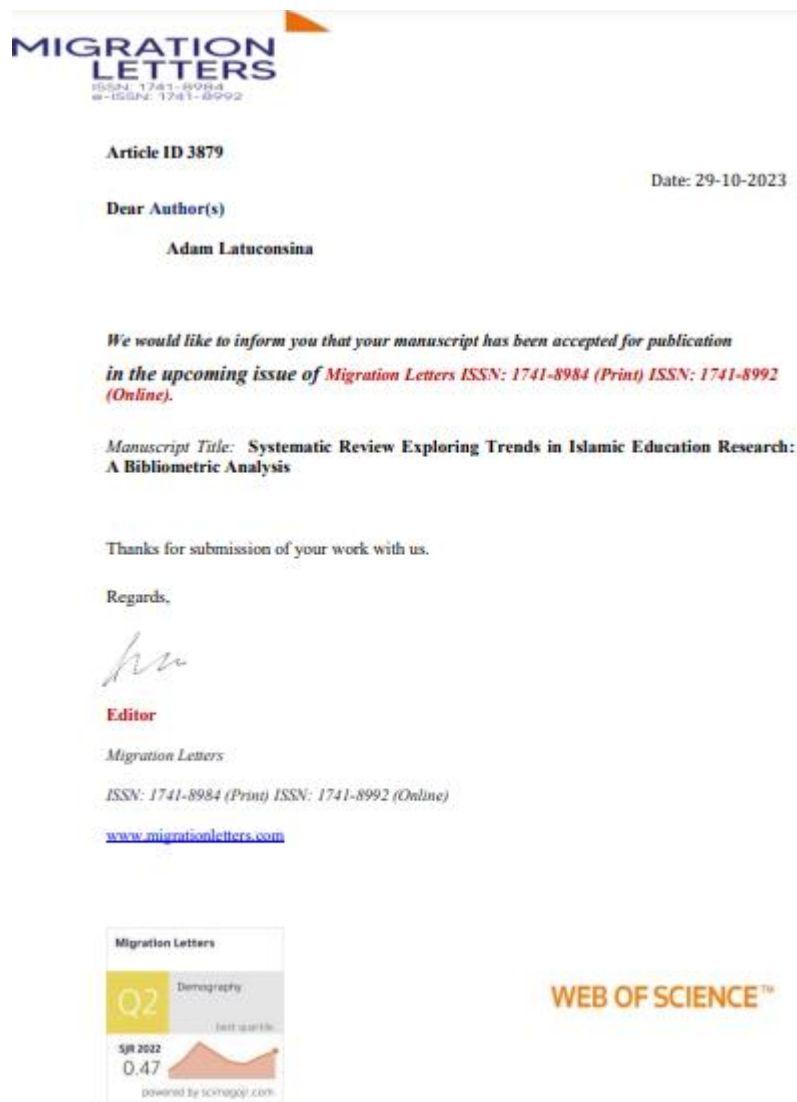 MIGRATION
LETTERS
ISSN: 1741-8984
e-ISSN: 1741-8992
Article ID 3879
Date: 29-10-2023
Dear Author(s)
Adam Latuconsina
We would like to inform you that your manuscript has been accepted for publication
in the upcoming issue of Migration Letters ISSN: 1741-8984 (Print) ISSN: 1741-8992
(Online).
Manuscript Title: Systematic Review Exploring Trends in Islamic Education Research:
A Bibliometric Analysis
Thanks for submission of your work with us.
Regards,
Editor
Migration Letters
ISSN: 1741-8984 (Print) ISSN: 1741-8992 (Online)
www.migrationletters.com
Migration Letters
Q2
Demography
best quartile
SJR 2022
0.47
powered by scimagojr.com
WEB OF SCIENCE™